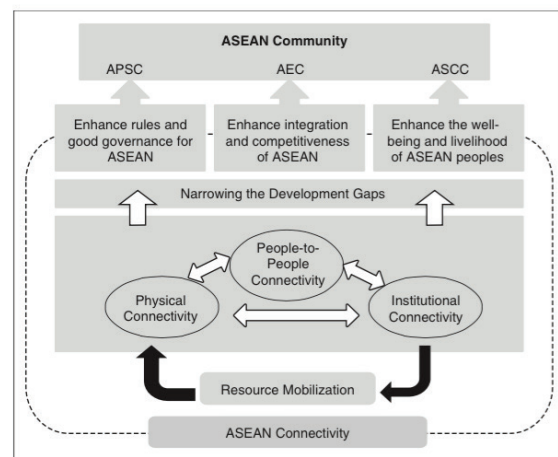 ASEAN Community
APSC
AEC
ASCC
Enhance rules and
good governance for
ASEAN
Enhance integration
and competitiveness
of ASEAN
Enhance the well-
being and livelihood
of ASEAN peoples
Narrowing the Development Gaps
People-to-
People
Connectivity
Physical
Connectivity
Institutional
Connectivity
Resource Mobilization
ASEAN Connectivity